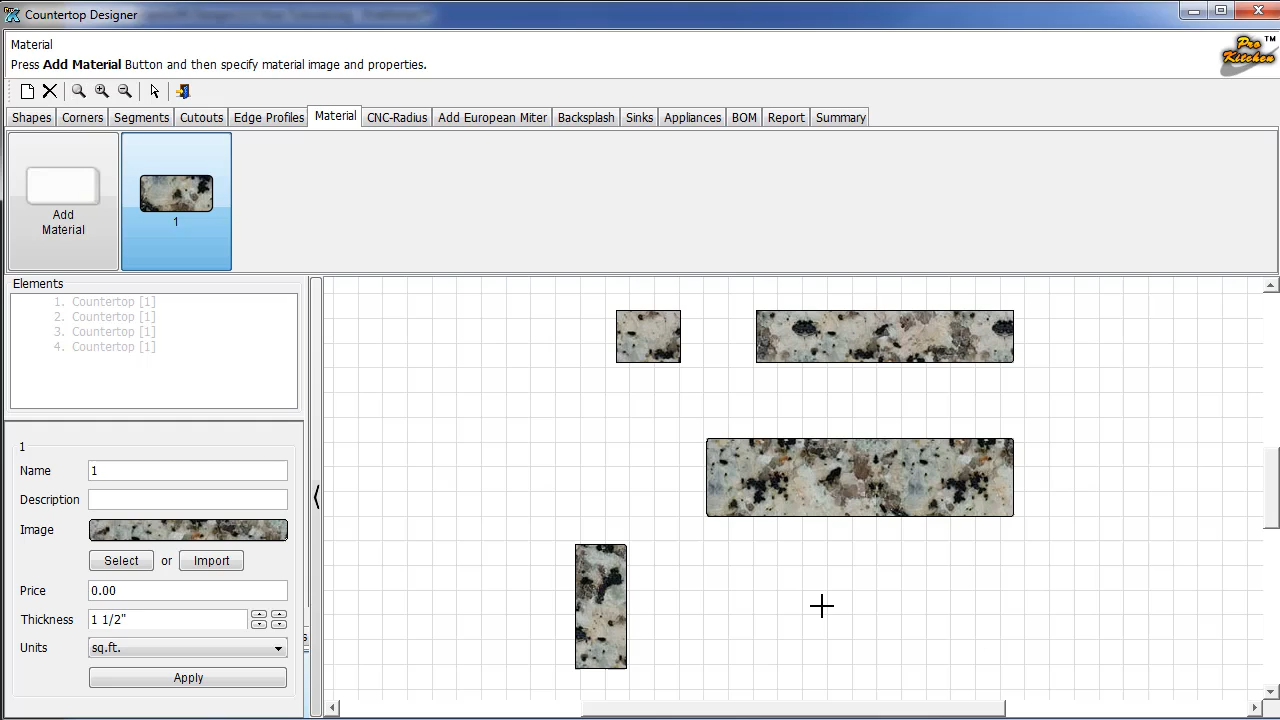 Countertop Designer
Material
Press Add Material Button and then specify material image and properties.
Pro Kitchen™
Shapes Corners Segments Cutouts Edge Profiles Material CNC-Radius Add European Miter Backsplash Sinks Appliances BOM Report Summary
Add
Material
1
Elements
1. Countertop [1]
2. Countertop [1]
3. Countertop [1]
4. Countertop [1]
1
Name 1
Description
Image
Select or Import
Price 0.00
Thickness 1 1/2"
Units sq.ft.
Apply